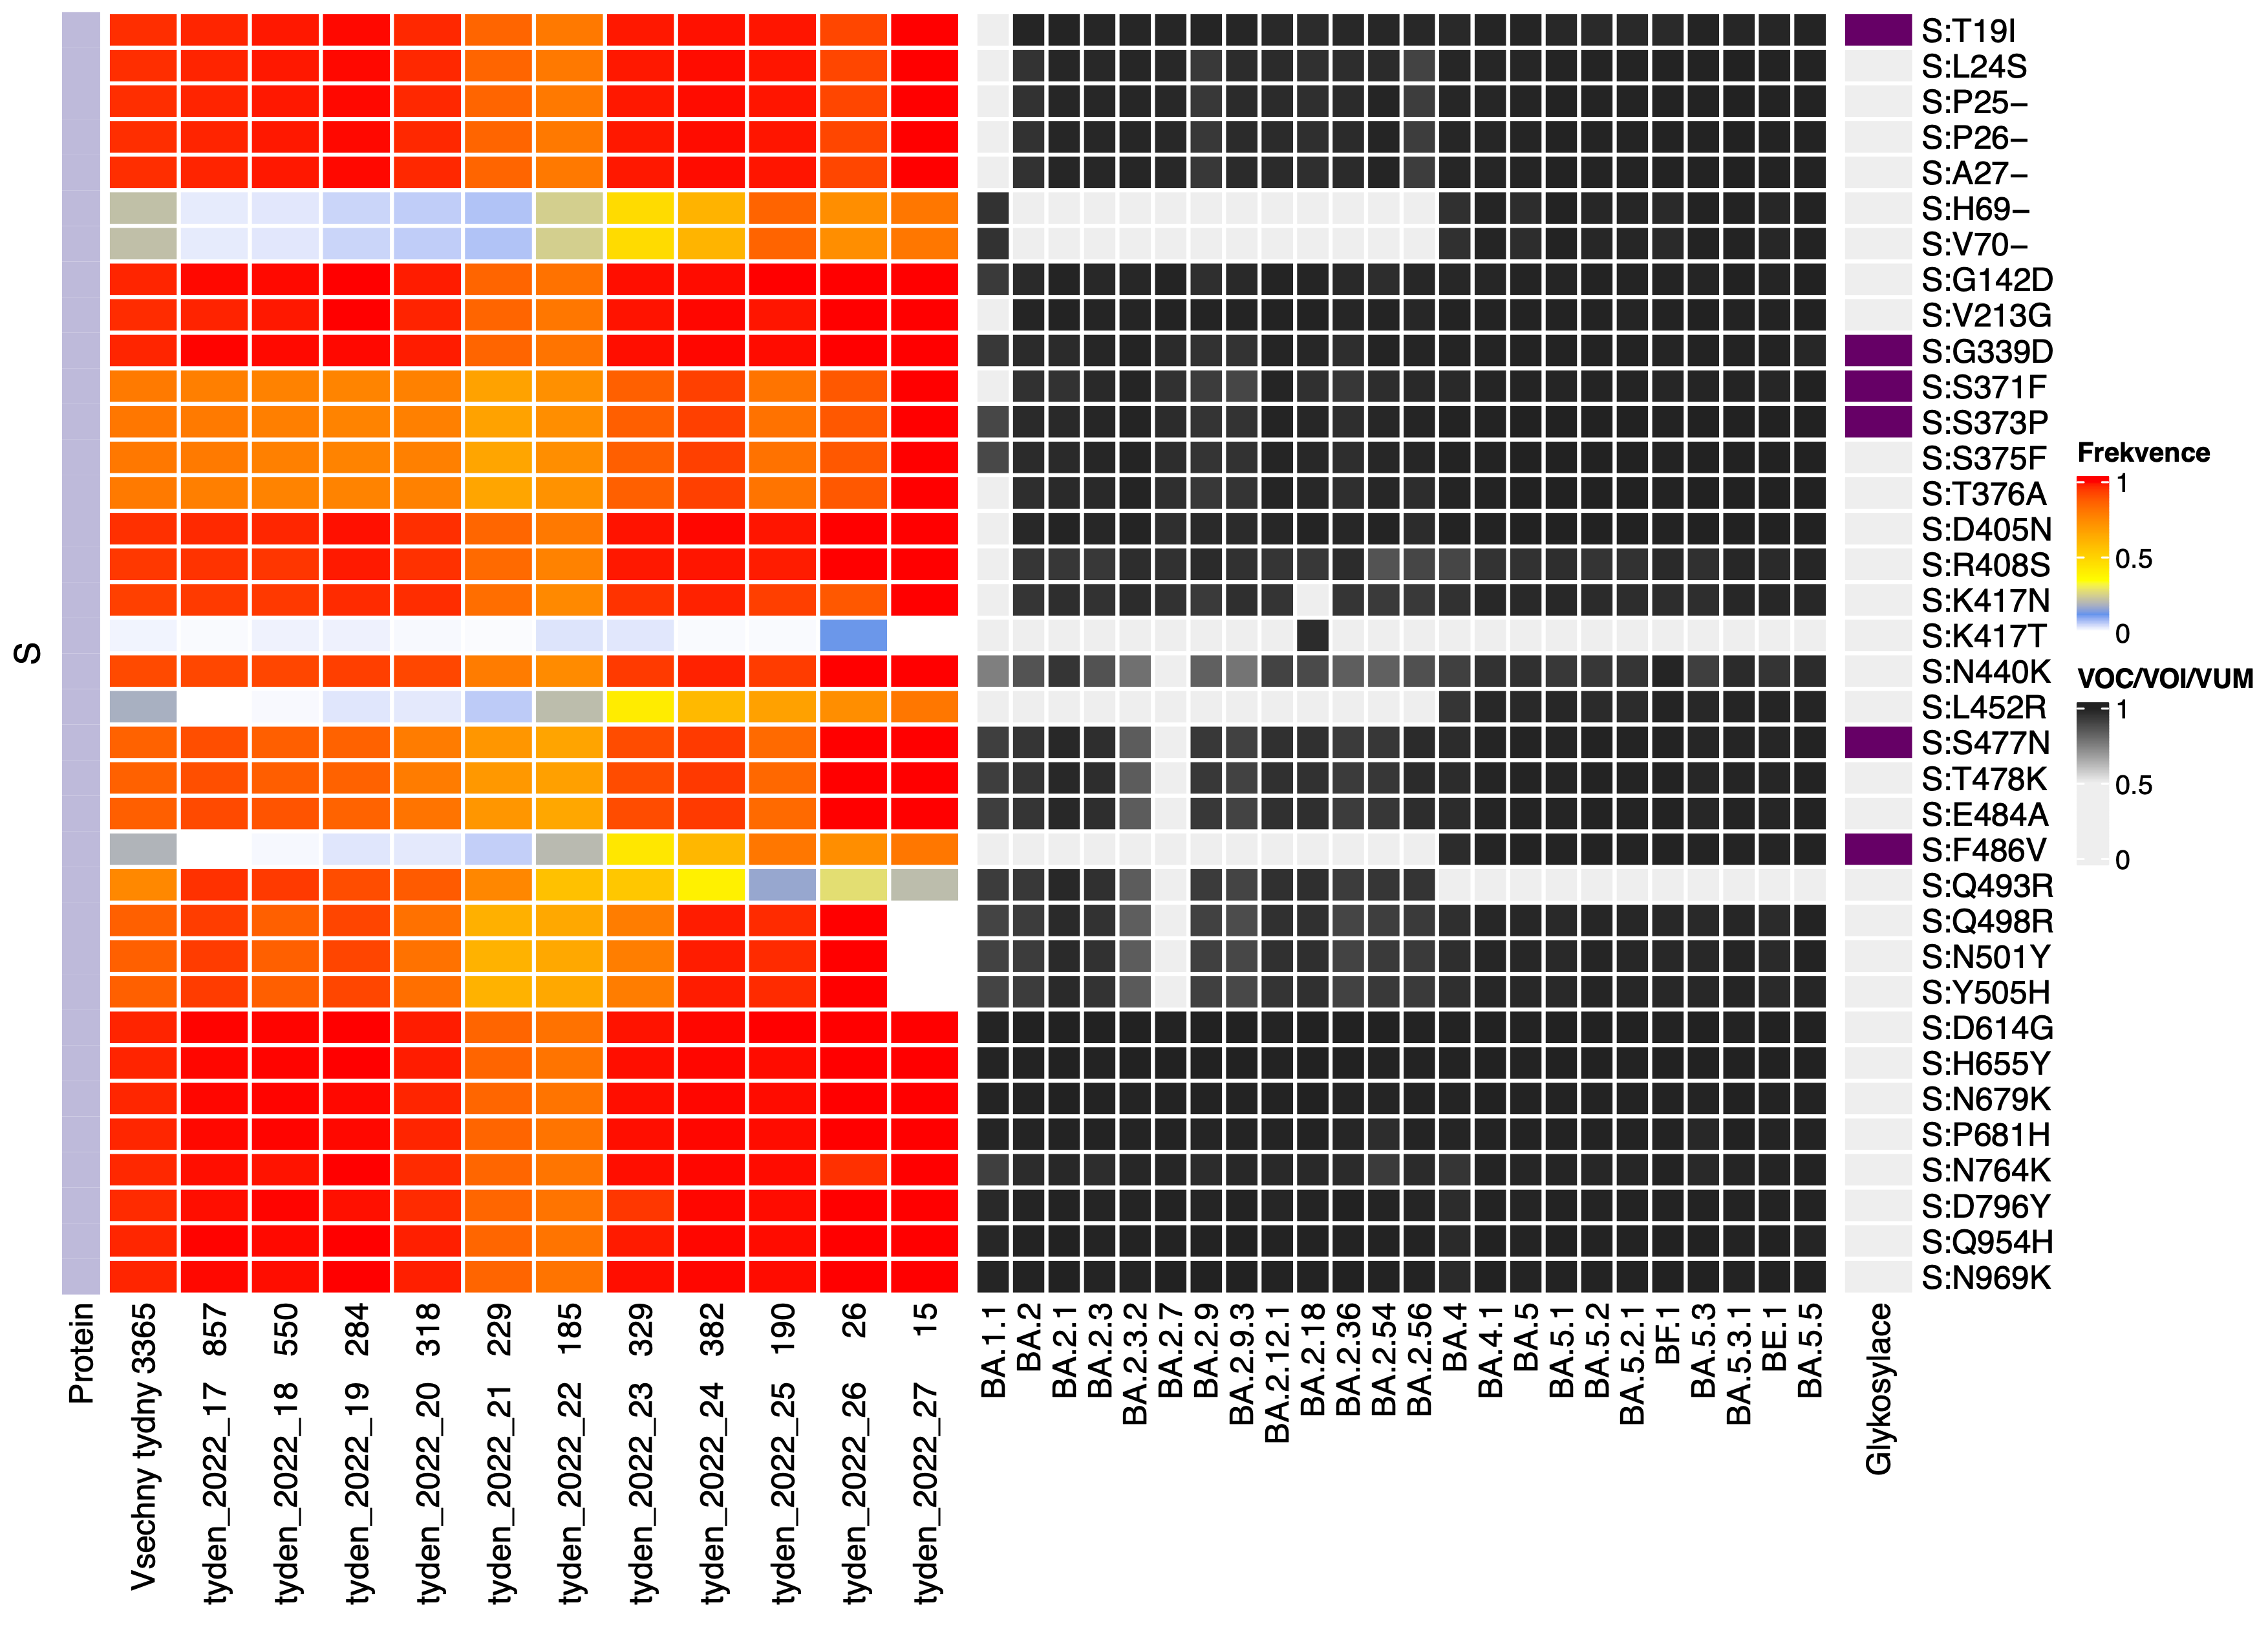 S
S:T19I
S:L24S
S:P25−
S:P26−
S:A27−
S:H69−
S:V70−
S:G142D
S:V213G
S:G339D
S:S371F
S:S373P
S:S375F
S:T376A
S:D405N
S:R408S
S:K417N
S:K417T
S:N440K
S:L452R
S:S477N
S:T478K
S:E484A
S:F486V
S:Q493R
S:Q498R
S:N501Y
S:Y505H
S:D614G
S:H655Y
S:N679K
S:P681H
S:N764K
S:D796Y
S:Q954H
S:N969K
Frekvence
1
0.5
0
VOC/VOI/VUM
1
0.5
0
Protein
Vsechny tydny 3365
tyden_2022_17 857
tyden_2022_18 550
tyden_2022_19 284
tyden_2022_20 318
tyden_2022_21 229
tyden_2022_22 185
tyden_2022_23 329
tyden_2022_24 382
tyden_2022_25 190
tyden_2022_26 26
tyden_2022_27 15
BA.1.1
BA.2
BA.2.1
BA.2.3
BA.2.3.2
BA.2.7
BA.2.9
BA.2.9.3
BA.2.12.1
BA.2.18
BA.2.36
BA.2.54
BA.2.56
BA.4
BA.4.1
BA.5
BA.5.1
BA.5.2
BA.5.2.1
BF.1
BA.5.3
BA.5.3.1
BE.1
BA.5.5
Glykosylace